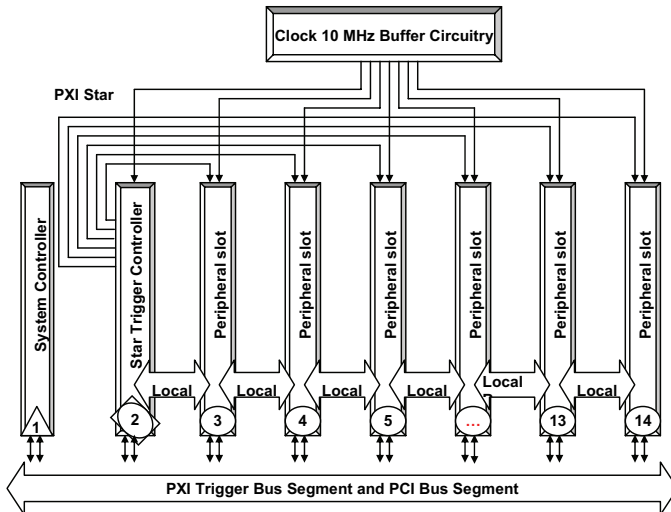 Clock 10 MHz Buffer Circuitry
PXI Star
System Controller
Star Trigger Controller
Peripheral slot
Peripheral slot
Peripheral slot
Peripheral slot
Peripheral slot
Peripheral slot
Local
Local
Local
Local
Local
Local
1
2
3
4
5
...
13
14
PXI Trigger Bus Segment and PCI Bus Segment